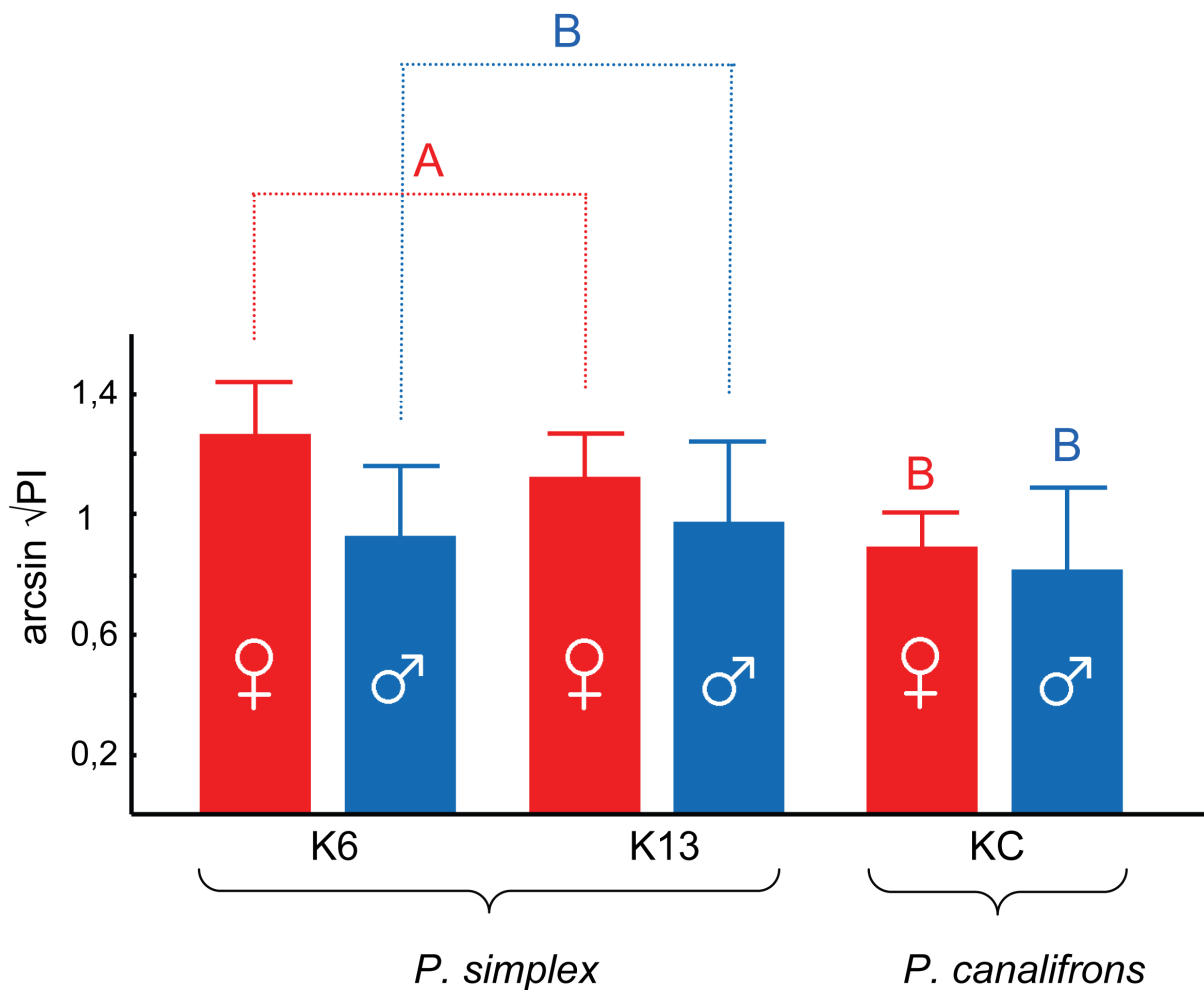 B
A
1,4
1
0,6
0,2
arcsin √PI
B
B
♀
♂
♀
♂
♀
♂
K6
K13
KC
P. simplex
P. canalifrons